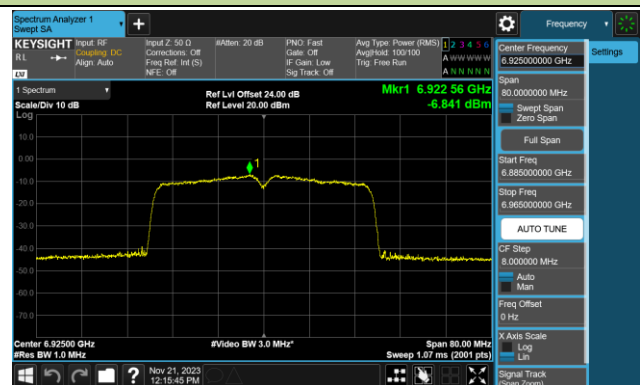 Spectrum Analyzer 1
Swept SA
Frequency
KEYSIGHT
R L
LXI
Input: RF
Coupling: DC
Align: Auto
Input Z: 50 Ω
Corrections: Off
Freq Ref: Int (S)
NFE: Off
#Atten: 20 dB
PNO: Fast
Gate: Off
IF Gain: Low
Sig Track: Off
Avg Type: Power (RMS)
Avg|Hold: 100/100
Trig: Free Run
1 2 3 4 5 6
A W W W W W
A N N N N N
1 Spectrum
Scale/Div 10 dB
Log
Ref Lvl Offset 24.00 dB
Ref Level 20.00 dBm
Mkr1 6.922 56 GHz
-6.841 dBm
10.0
0.00
-10.0
-20.0
-30.0
-40.0
-50.0
-60.0
-70.0
1
Center 6.92500 GHz
#Res BW 1.0 MHz
#Video BW 3.0 MHz*
Span 80.00 MHz
Sweep 1.07 ms (2001 pts)
Nov 21, 2023
12:15:45 PM
Center Frequency
6.925000000 GHz
Settings
Span
80.0000000 MHz
Swept Span
Zero Span
Full Span
Start Freq
6.885000000 GHz
Stop Freq
6.965000000 GHz
AUTO TUNE
CF Step
8.000000 MHz
Auto
Man
Freq Offset
0 Hz
X Axis Scale
Log
Lin
Signal Track
(Span Zoom)